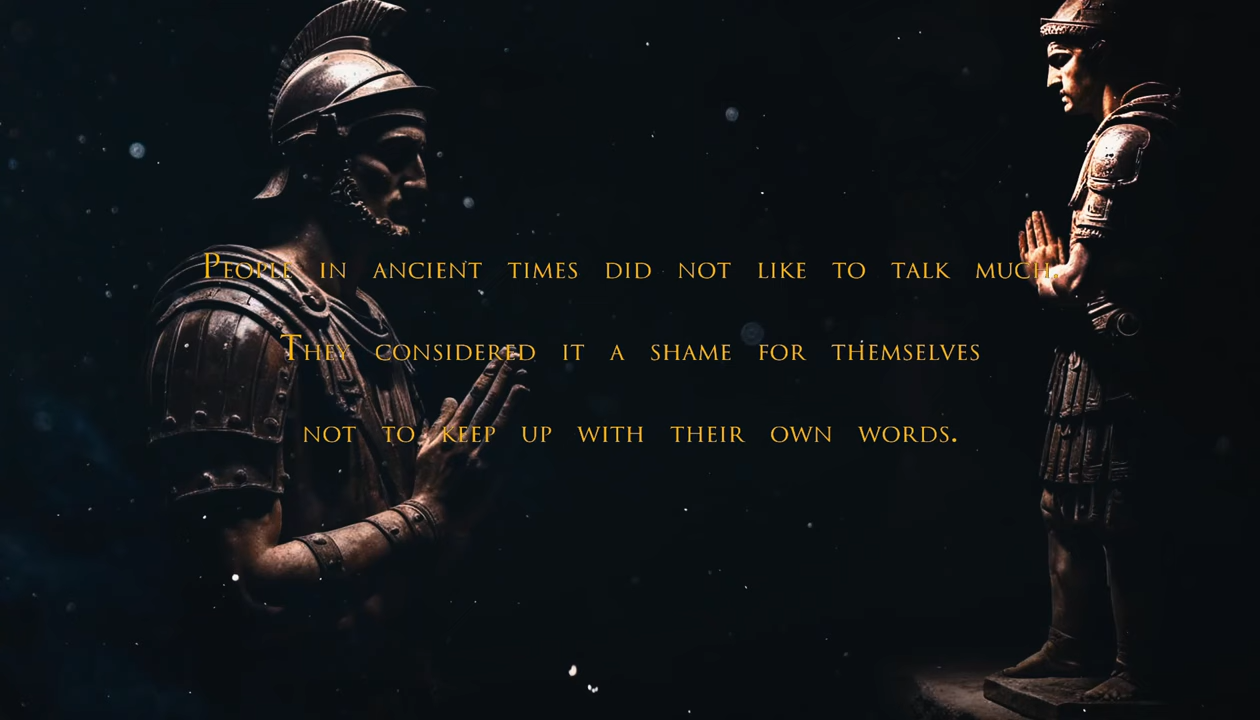 People in ancient times did not like to talk much.
They considered it a shame for themselves
not to keep up with their own words.